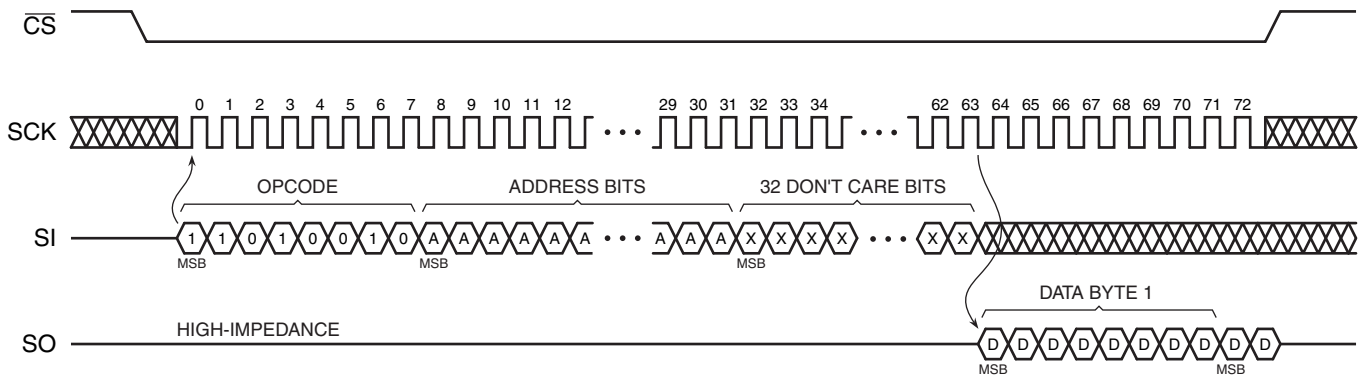 CS
0 1 2 3 4 5 6 7 8 9 10 11 12 29 30 31 32 33 34 62 63 64 65 66 67 68 69 70 71 72
SCK
OPCODE ADDRESS BITS 32 DON'T CARE BITS
SI 1 1 0 1 0 0 1 0 A A A A A A A A A X X X X X X
MSB MSB MSB
DATA BYTE 1
HIGH-IMPEDANCE
SO D D D D D D D D D D
MSB MSB